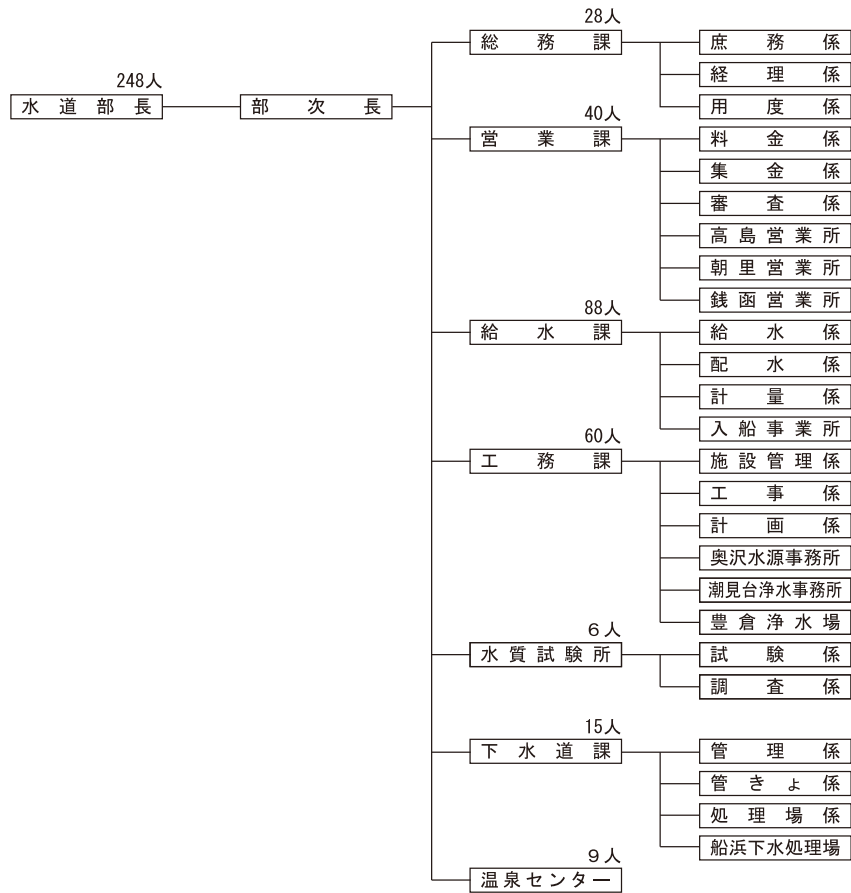 248人
水道部長
部次長
28人
総務課
庶務係
経理係
用度係
40人
営業課
料金係
集金係
審査係
高島営業所
朝里営業所
銭函営業所
88人
給水課
給水係
配水係
計量係
入船事業所
60人
工務課
施設管理係
工事係
計画係
奥沢水源事務所
潮見台浄水事務所
豊倉浄水場
6人
水質試験所
試験係
調査係
15人
下水道課
管理係
管きょ係
処理場係
船浜下水処理場
9人
温泉センター